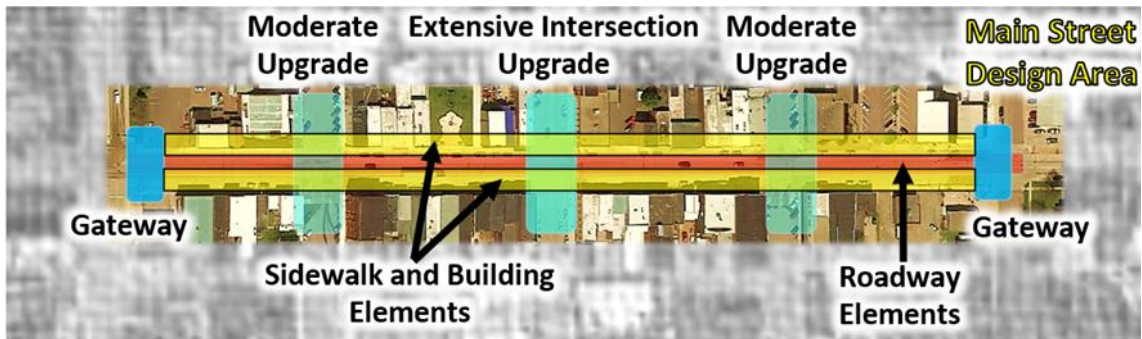 Moderate
Upgrade
Extensive Intersection
Upgrade
Moderate
Upgrade
Main Street
Design Area
Gateway
Sidewalk and Building
Elements
Roadway
Elements
Gateway